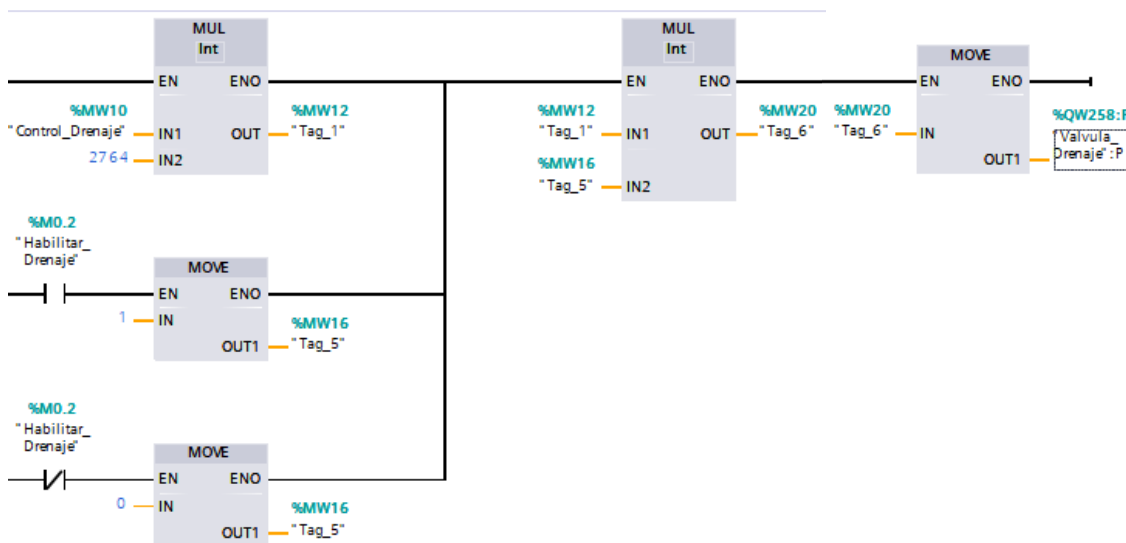 MUL
Int
EN ENO
%MW10
"Control_Drenaje"
IN1
2764
IN2
OUT
%MW12
"Tag_1"
MUL
Int
EN ENO
%MW12
"Tag_1"
IN1
%MW16
"Tag_5"
IN2
OUT
%MW20
"Tag_6"
MOVE
EN ENO
%MW20
"Tag_6"
IN
OUT1
%QW258:P
"Valvula_
Drenaje":P
%M0.2
"Habilitar_
Drenaje"
MOVE
EN ENO
1
IN
OUT1
%MW16
"Tag_5"
%M0.2
"Habilitar_
Drenaje"
MOVE
EN ENO
0
IN
OUT1
%MW16
"Tag_5"